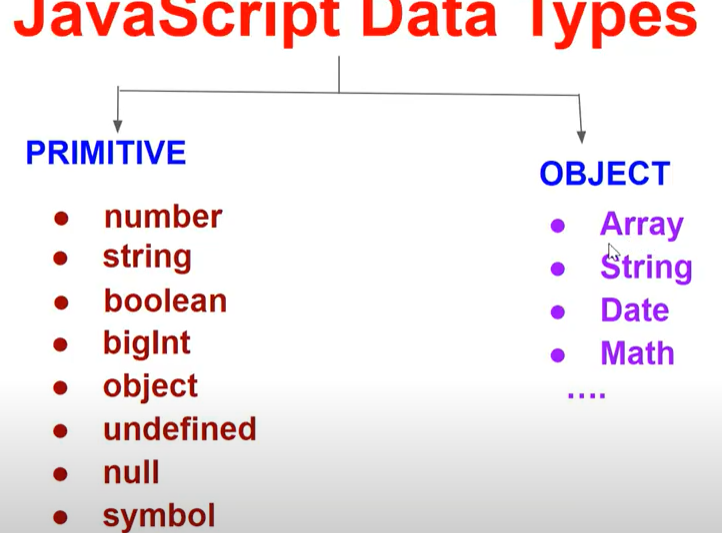 JavaScript Data Types
PRIMITIVE
number
string
boolean
bigInt
object
undefined
null
symbol
OBJECT
Array
String
Date
Math
....